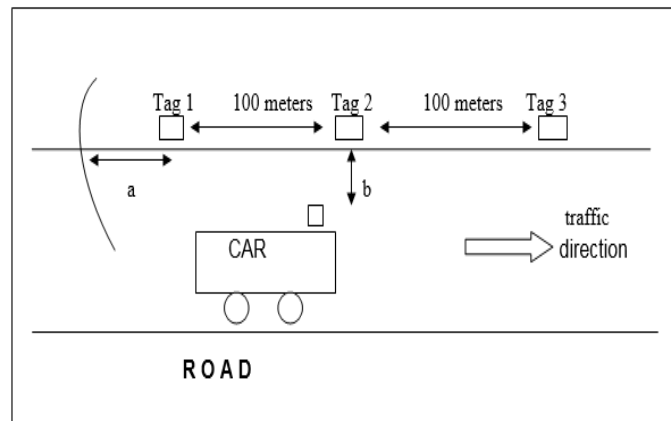 Tag 1 100 meters Tag 2 100 meters Tag 3
a
b
CAR
traffic
direction
ROAD